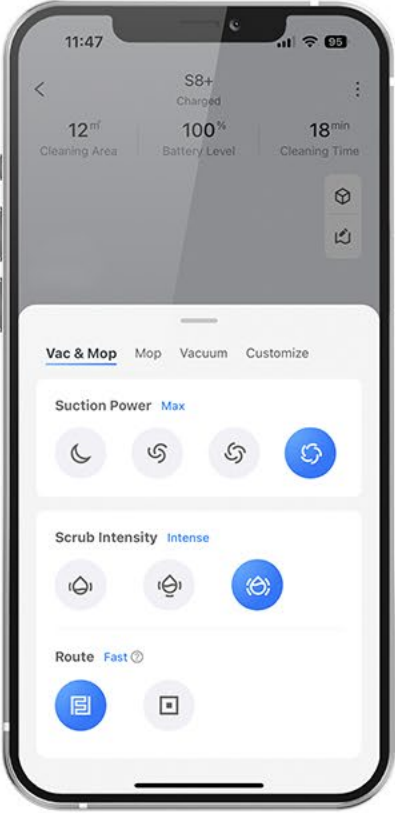 11:47
95
S8+
Charged
12㎡ 100% 18min
Cleaning Area Battery Level Cleaning Time
Vac & Mop Mop Vacuum Customize
Suction Power Max
Scrub Intensity Intense
Route Fast ?